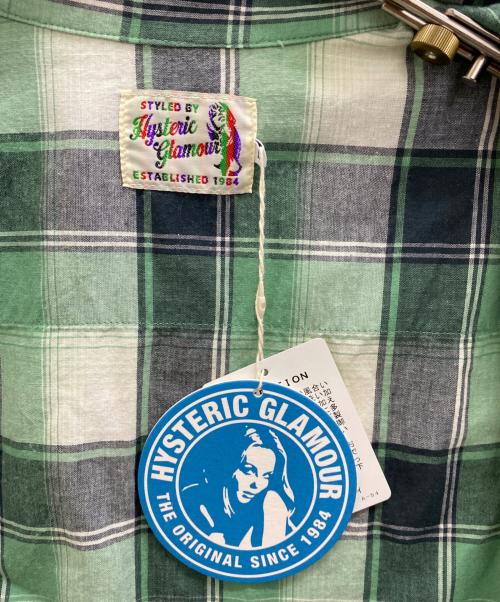 STYLED BY
Hysteric
Glamour
ESTABLISHED 1984
HYSTERIC GLAMOUR
THE ORIGINAL SINCE 1984